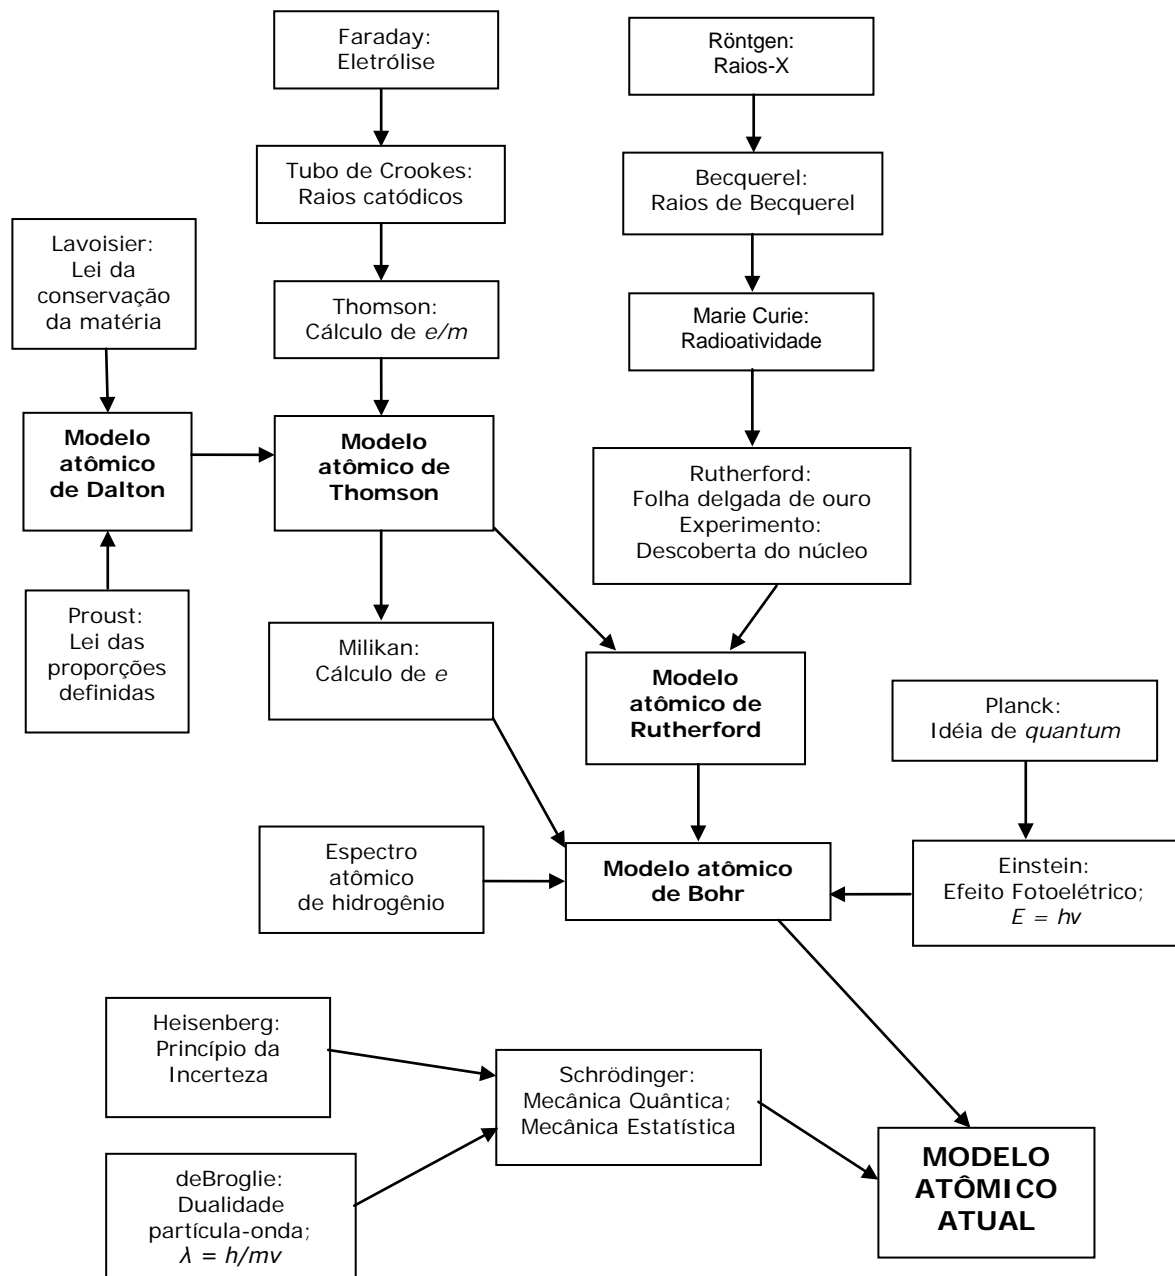 Faraday:
Eletrólise
Röntgen:
Raios-X
Tubo de Crookes:
Raios catódicos
Becquerel:
Raios de Becquerel
Lavoisier:
Lei da
conservação
da matéria
Thomson:
Cálculo de e/m
Marie Curie:
Radioatividade
Modelo
atômico
de Dalton
Modelo
atômico de
Thomson
Rutherford:
Folha delgada de ouro
Experimento:
Descoberta do núcleo
Proust:
Lei das
proporções
definidas
Milikan:
Cálculo de e
Modelo
atômico de
Rutherford
Planck:
Idéia de quantum
Espectro
atômico
de hidrogênio
Modelo atômico
de Bohr
Einstein:
Efeito Fotoelétrico;
E = hv
Heisenberg:
Princípio da
Incerteza
Schrödinger:
Mecânica Quântica;
Mecânica Estatística
deBroglie:
Dualidade
partícula-onda;
λ = h/mv
MODELO
ATÔMICO
ATUAL